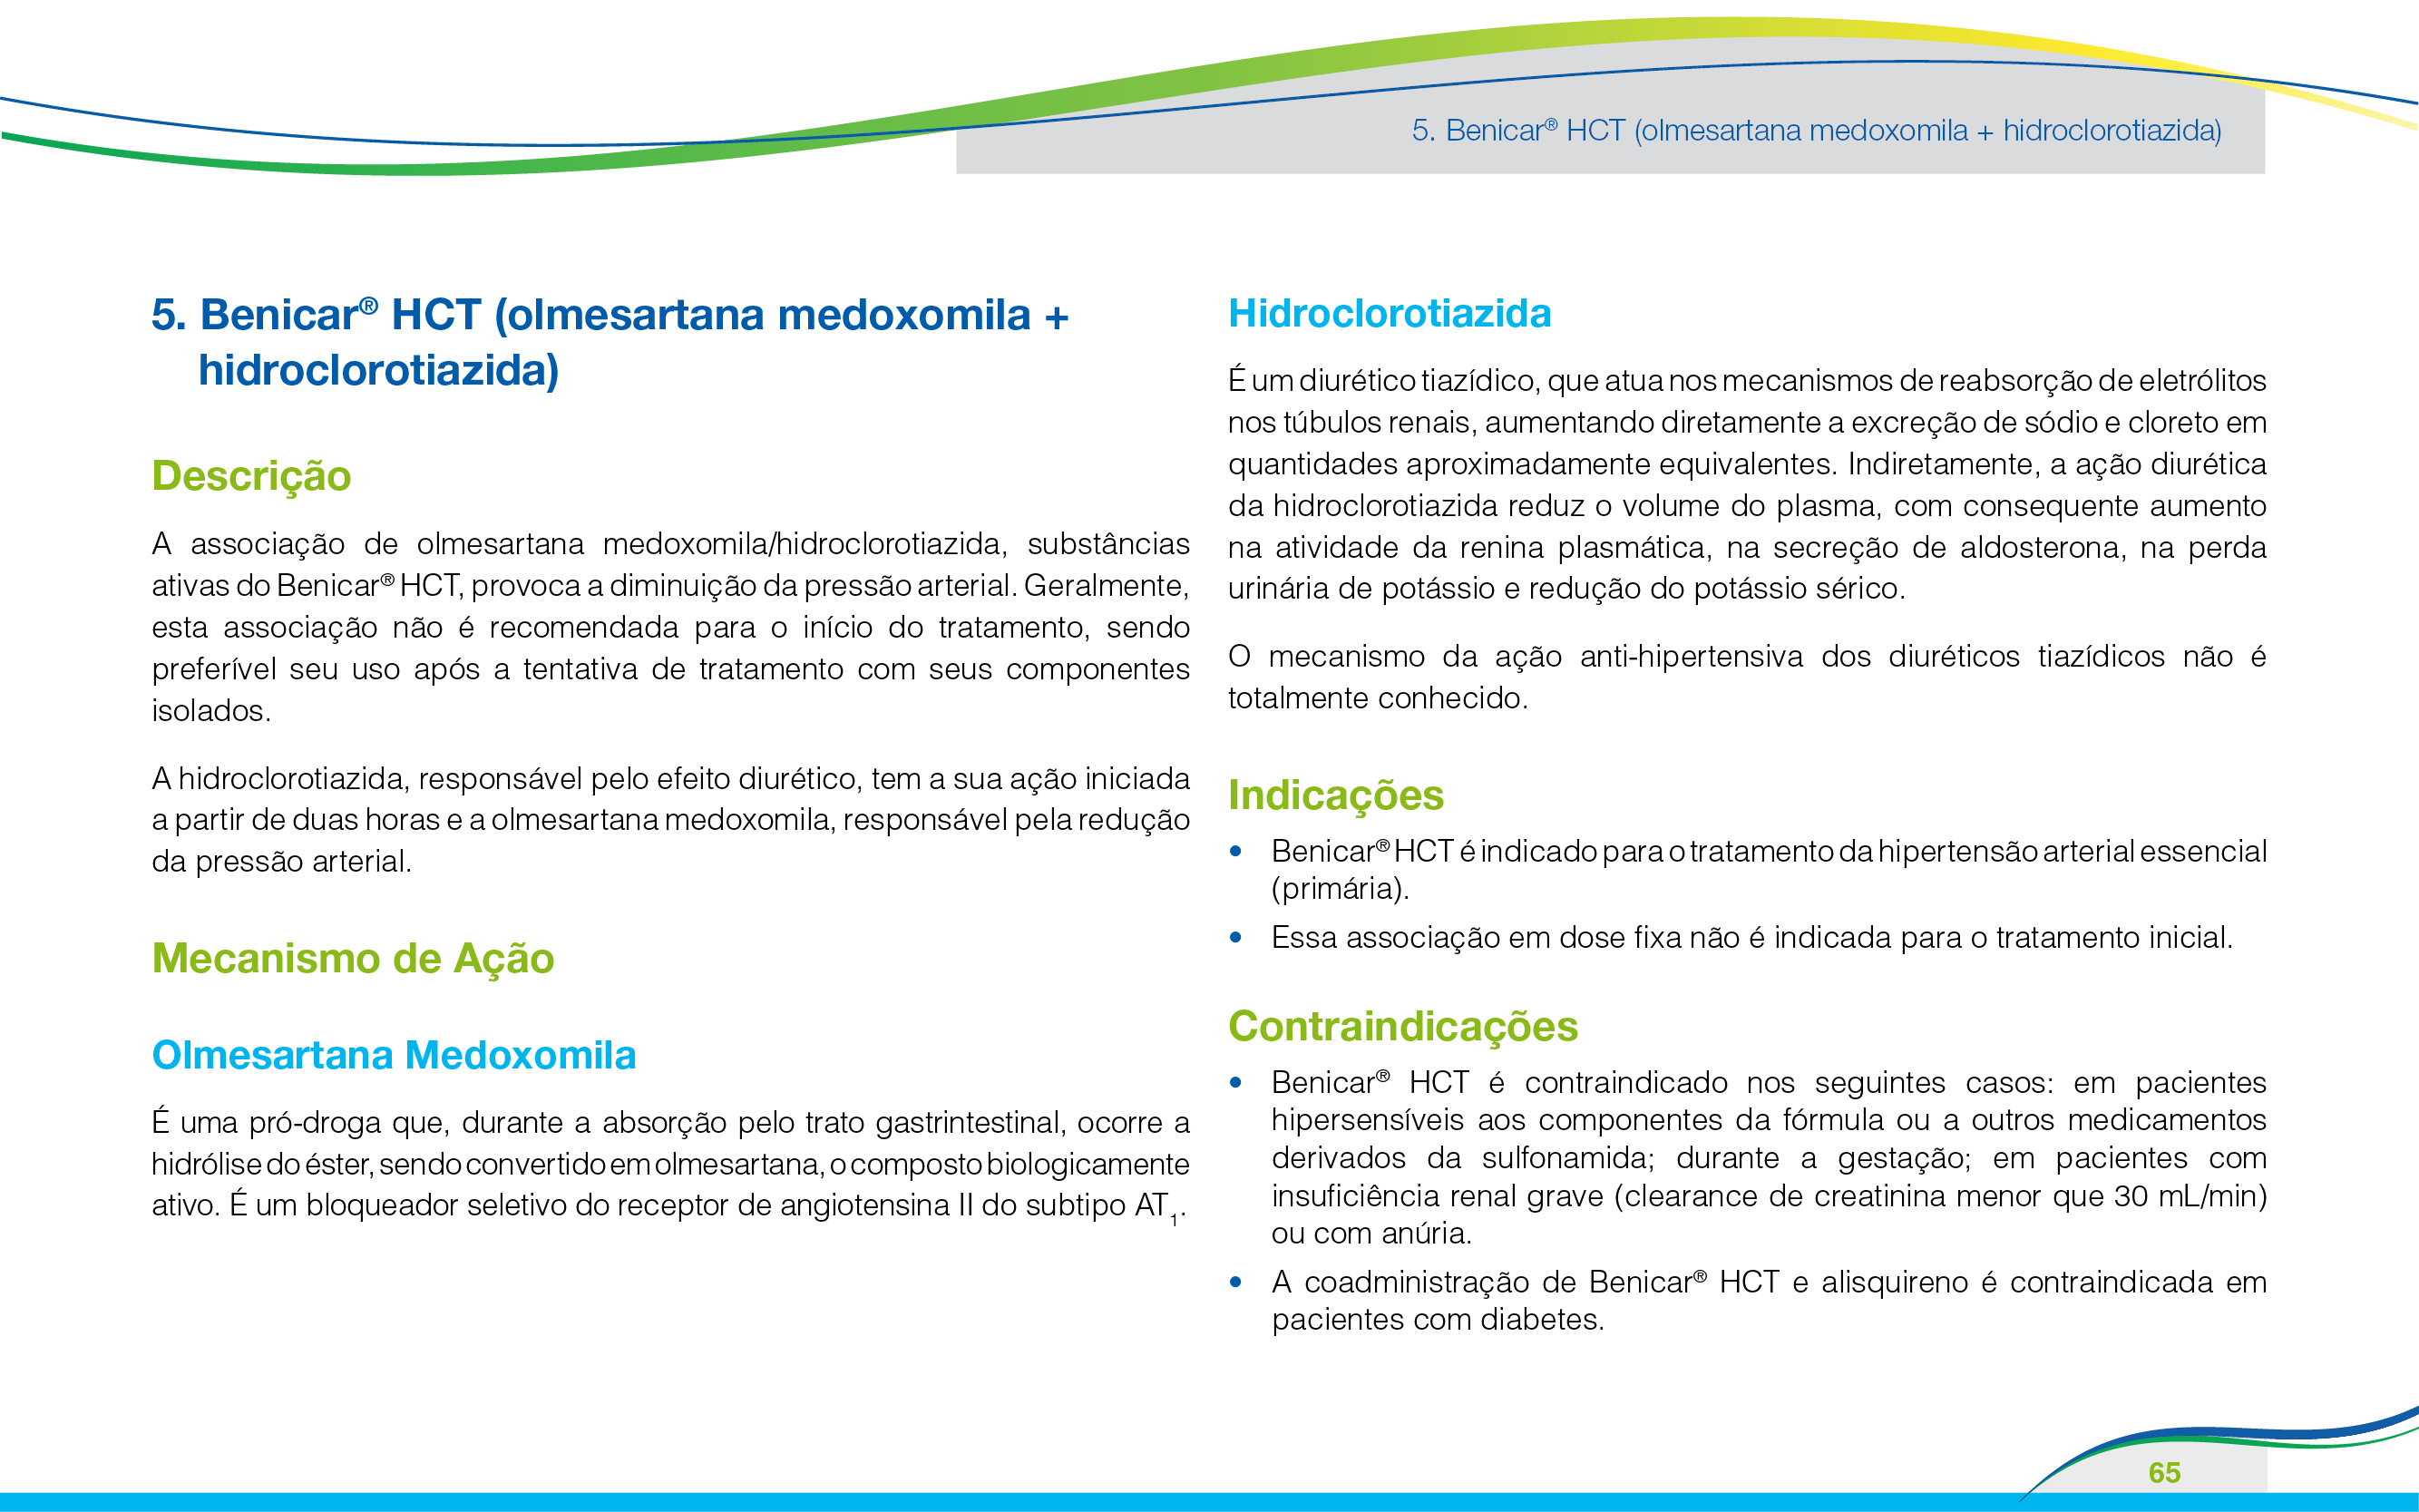 5. Benicar® HCT (olmesartana medoxomila + hidroclorotiazida)
5. Benicar® HCT (olmesartana medoxomila +
hidroclorotiazida)
Descrição
A associação de olmesartana medoxomila/hidroclorotiazida, substâncias
ativas do Benicar® HCT, provoca a diminuição da pressão arterial. Geralmente,
esta associação não é recomendada para o início do tratamento, sendo
preferível seu uso após a tentativa de tratamento com seus componentes
isolados.
A hidroclorotiazida, responsável pelo efeito diurético, tem a sua ação iniciada
a partir de duas horas e a olmesartana medoxomila, responsável pela redução
da pressão arterial.
Mecanismo de Ação
Olmesartana Medoxomila
É uma pró-droga que, durante a absorção pelo trato gastrintestinal, ocorre a
hidrólise do éster, sendo convertido em olmesartana, o composto biologicamente
ativo. É um bloqueador seletivo do receptor de angiotensina II do subtipo AT₁.
Hidroclorotiazida
É um diurético tiazídico, que atua nos mecanismos de reabsorção de eletrólitos
nos túbulos renais, aumentando diretamente a excreção de sódio e cloreto em
quantidades aproximadamente equivalentes. Indiretamente, a ação diurética
da hidroclorotiazida reduz o volume do plasma, com consequente aumento
na atividade da renina plasmática, na secreção de aldosterona, na perda
urinária de potássio e redução do potássio sérico.
O mecanismo da ação anti-hipertensiva dos diuréticos tiazídicos não é
totalmente conhecido.
Indicações
• Benicar® HCT é indicado para o tratamento da hipertensão arterial essencial
(primária).
• Essa associação em dose fixa não é indicada para o tratamento inicial.
Contraindicações
• Benicar® HCT é contraindicado nos seguintes casos: em pacientes
hipersensíveis aos componentes da fórmula ou a outros medicamentos
derivados da sulfonamida; durante a gestação; em pacientes com
insuficiência renal grave (clearance de creatinina menor que 30 mL/min)
ou com anúria.
• A coadministração de Benicar® HCT e alisquireno é contraindicada em
pacientes com diabetes.
65